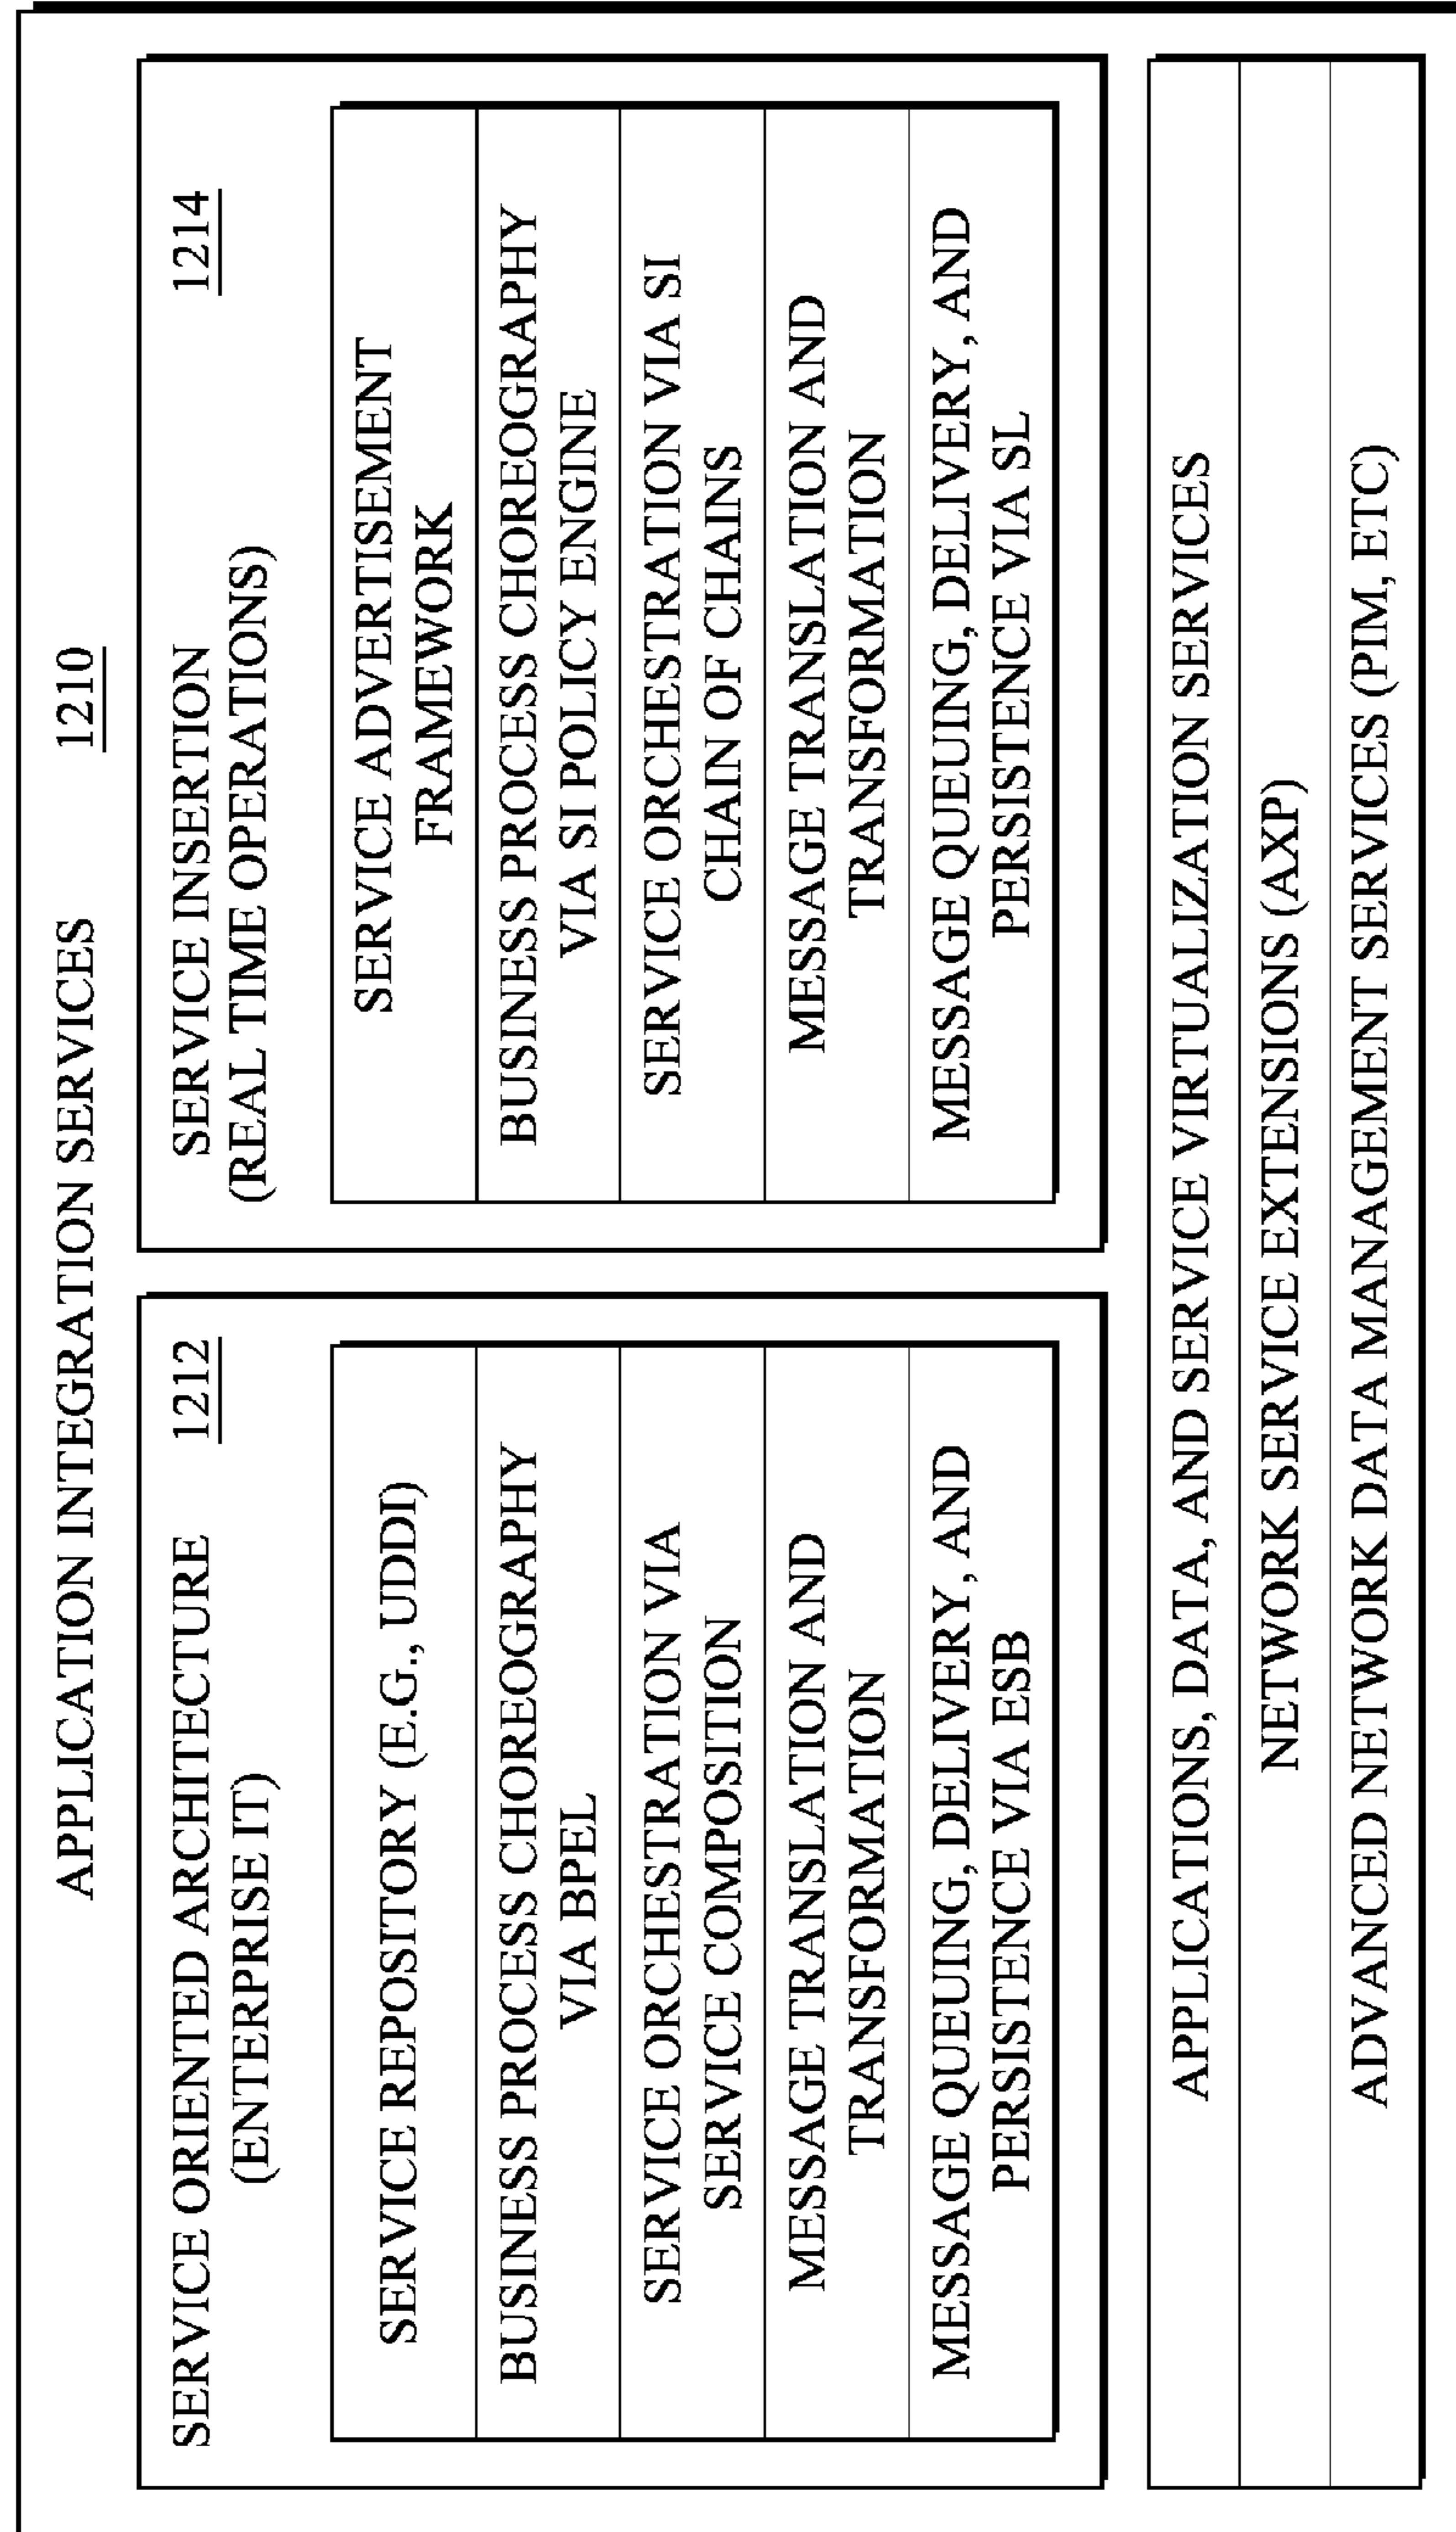 APPLICATION INTEGRATION SERVICES 1210
SERVICE ORIENTED ARCHITECTURE 1212
(ENTERPRISE IT)
SERVICE REPOSITORY (E.G., UDDI)
BUSINESS PROCESS CHOREOGRAPHY
VIA BPEL
SERVICE ORCHESTRATION VIA
SERVICE COMPOSITION
MESSAGE TRANSLATION AND
TRANSFORMATION
MESSAGE QUEUING, DELIVERY, AND
PERSISTENCE VIA ESB
SERVICE INSERTION 1214
(REAL TIME OPERATIONS)
SERVICE ADVERTISEMENT
FRAMEWORK
BUSINESS PROCESS CHOREOGRAPHY
VIA SI POLICY ENGINE
SERVICE ORCHESTRATION VIA SI
CHAIN OF CHAINS
MESSAGE TRANSLATION AND
TRANSFORMATION
MESSAGE QUEUING, DELIVERY, AND
PERSISTENCE VIA SL
APPLICATIONS, DATA, AND SERVICE VIRTUALIZATION SERVICES
NETWORK SERVICE EXTENSIONS (AXP)
ADVANCED NETWORK DATA MANAGEMENT SERVICES (PIM, ETC)